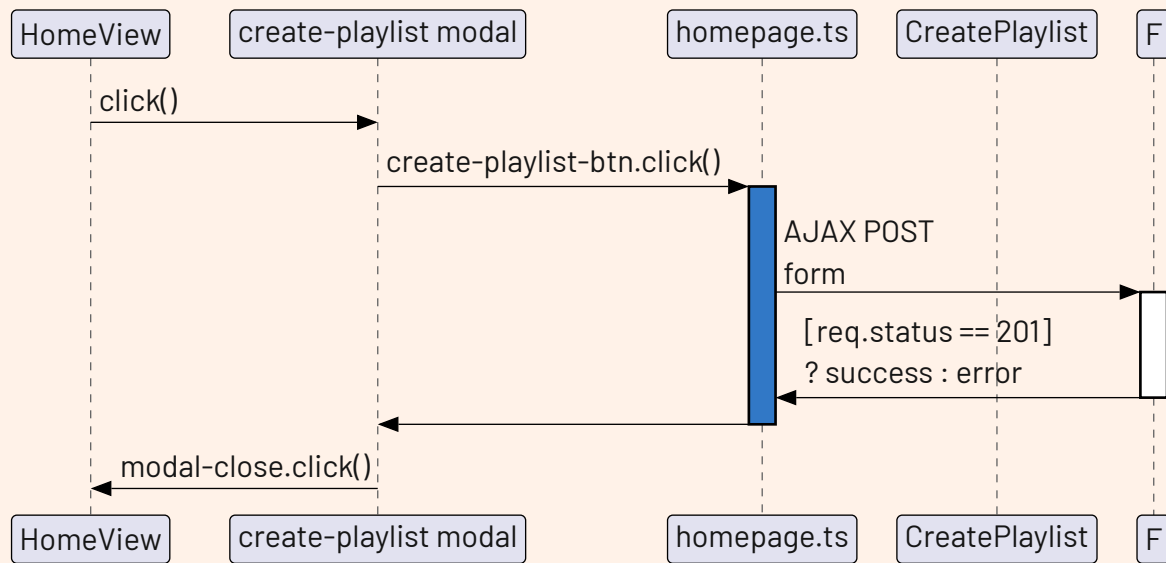 HomeView
create-playlist modal
homepage.ts
CreatePlaylist
F
click()
create-playlist-btn.click()
AJAX POST
form
[req.status == 201]
? success : error
modal-close.click()
HomeView
create-playlist modal
homepage.ts
CreatePlaylist
F